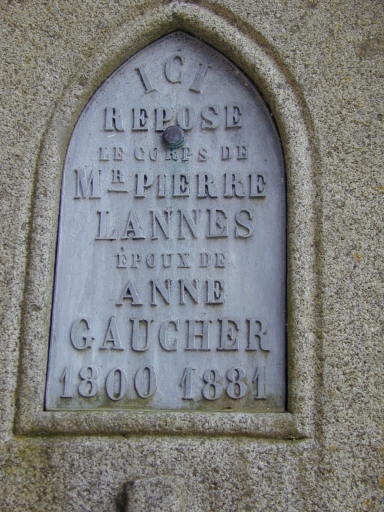 ICI
REPOSE
LE CORPS DE
MR PIERRE
LANNES
ÉPOUX DE
ANNE
GAUCHER
1800 1881